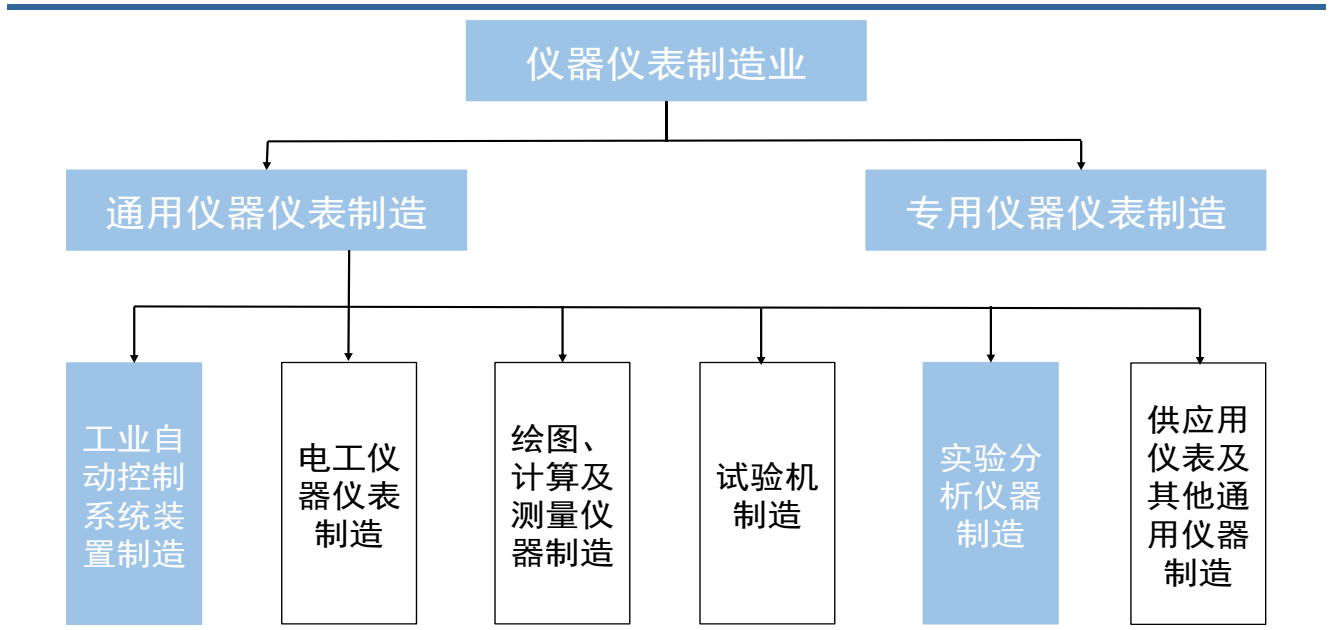 仪器仪表制造业
通用仪器仪表制造
专用仪器仪表制造
工业自
动控制
系统装
置制造
电工仪
器仪表
制造
绘图、
计算及
测量仪
器制造
试验机
制造
实验分
析仪器
制造
供应用
仪表及
其他通
用仪器
制造